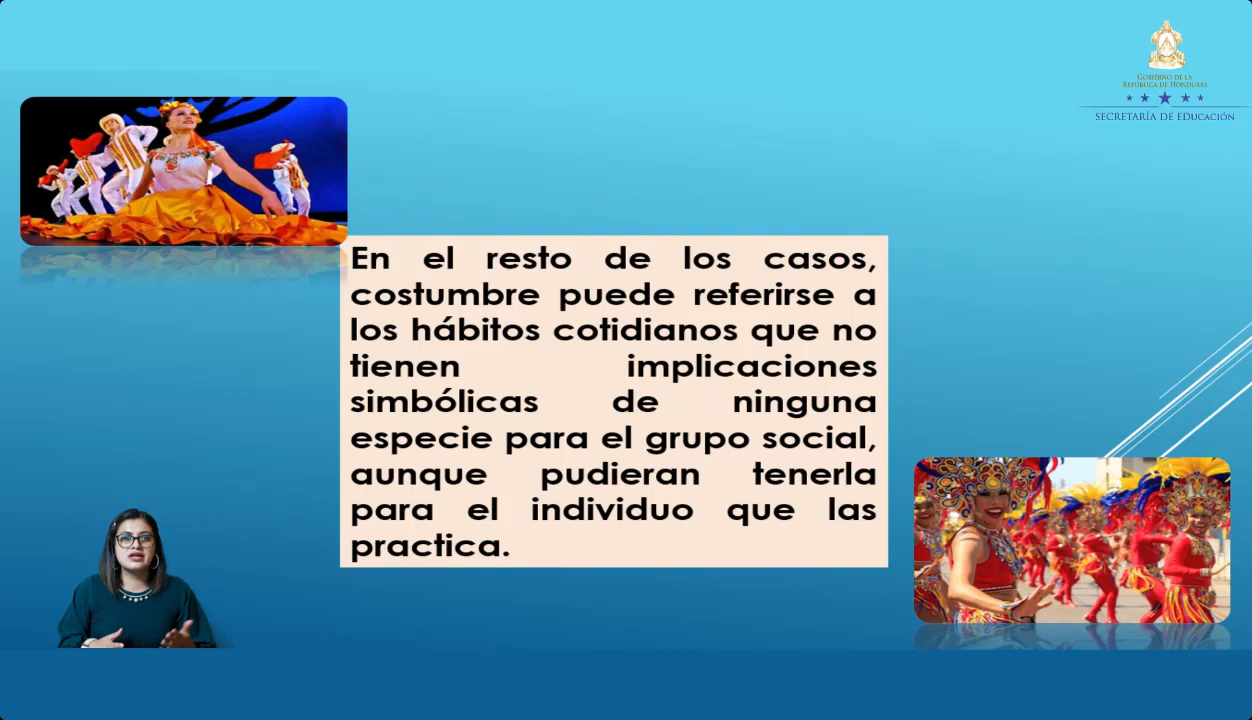 GOBIERNO DE LA
REPÚBLICA DE HONDURAS
SECRETARÍA DE EDUCACIÓN
En el resto de los casos,
costumbre puede referirse a
los hábitos cotidianos que no
tienen implicaciones
simbólicas de ninguna
especie para el grupo social,
aunque pudieran tenerla
para el individuo que las
practica.